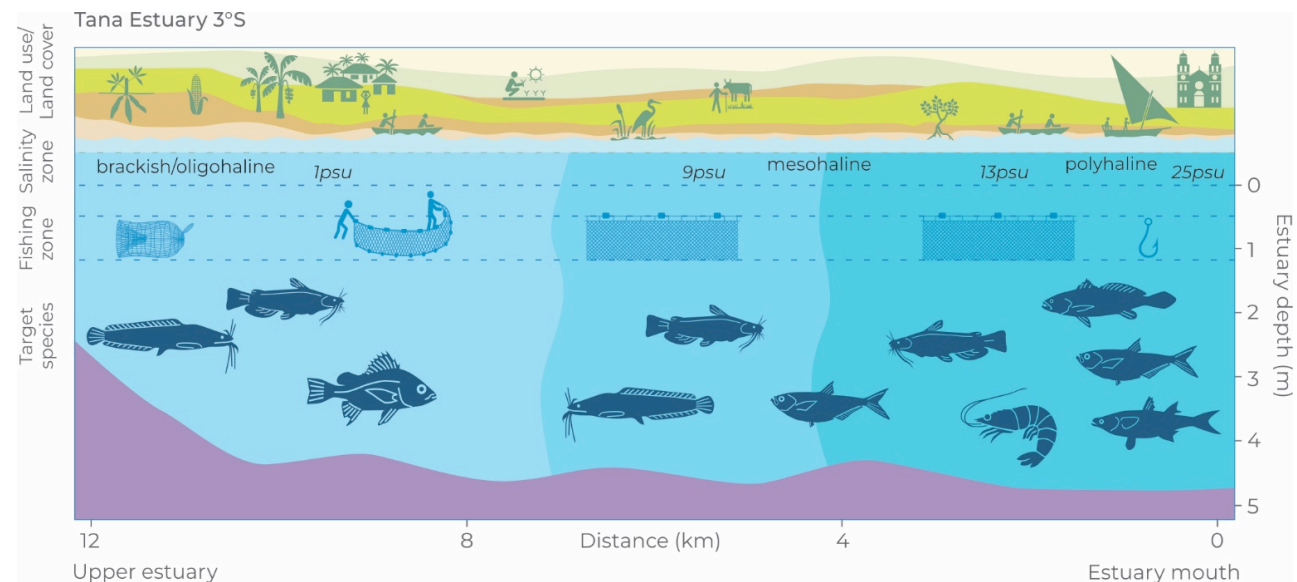 Tana Estuary 3°S
Land use/
Land cover
Salinity
zone
Fishing
zone
Target
species
brackish/oligohaline
1psu
9psu
mesohaline
13psu
polyhaline
25psu
0
1
2
3
4
5
Estuary depth (m)
12
8
Distance (km)
4
0
Upper estuary
Estuary mouth